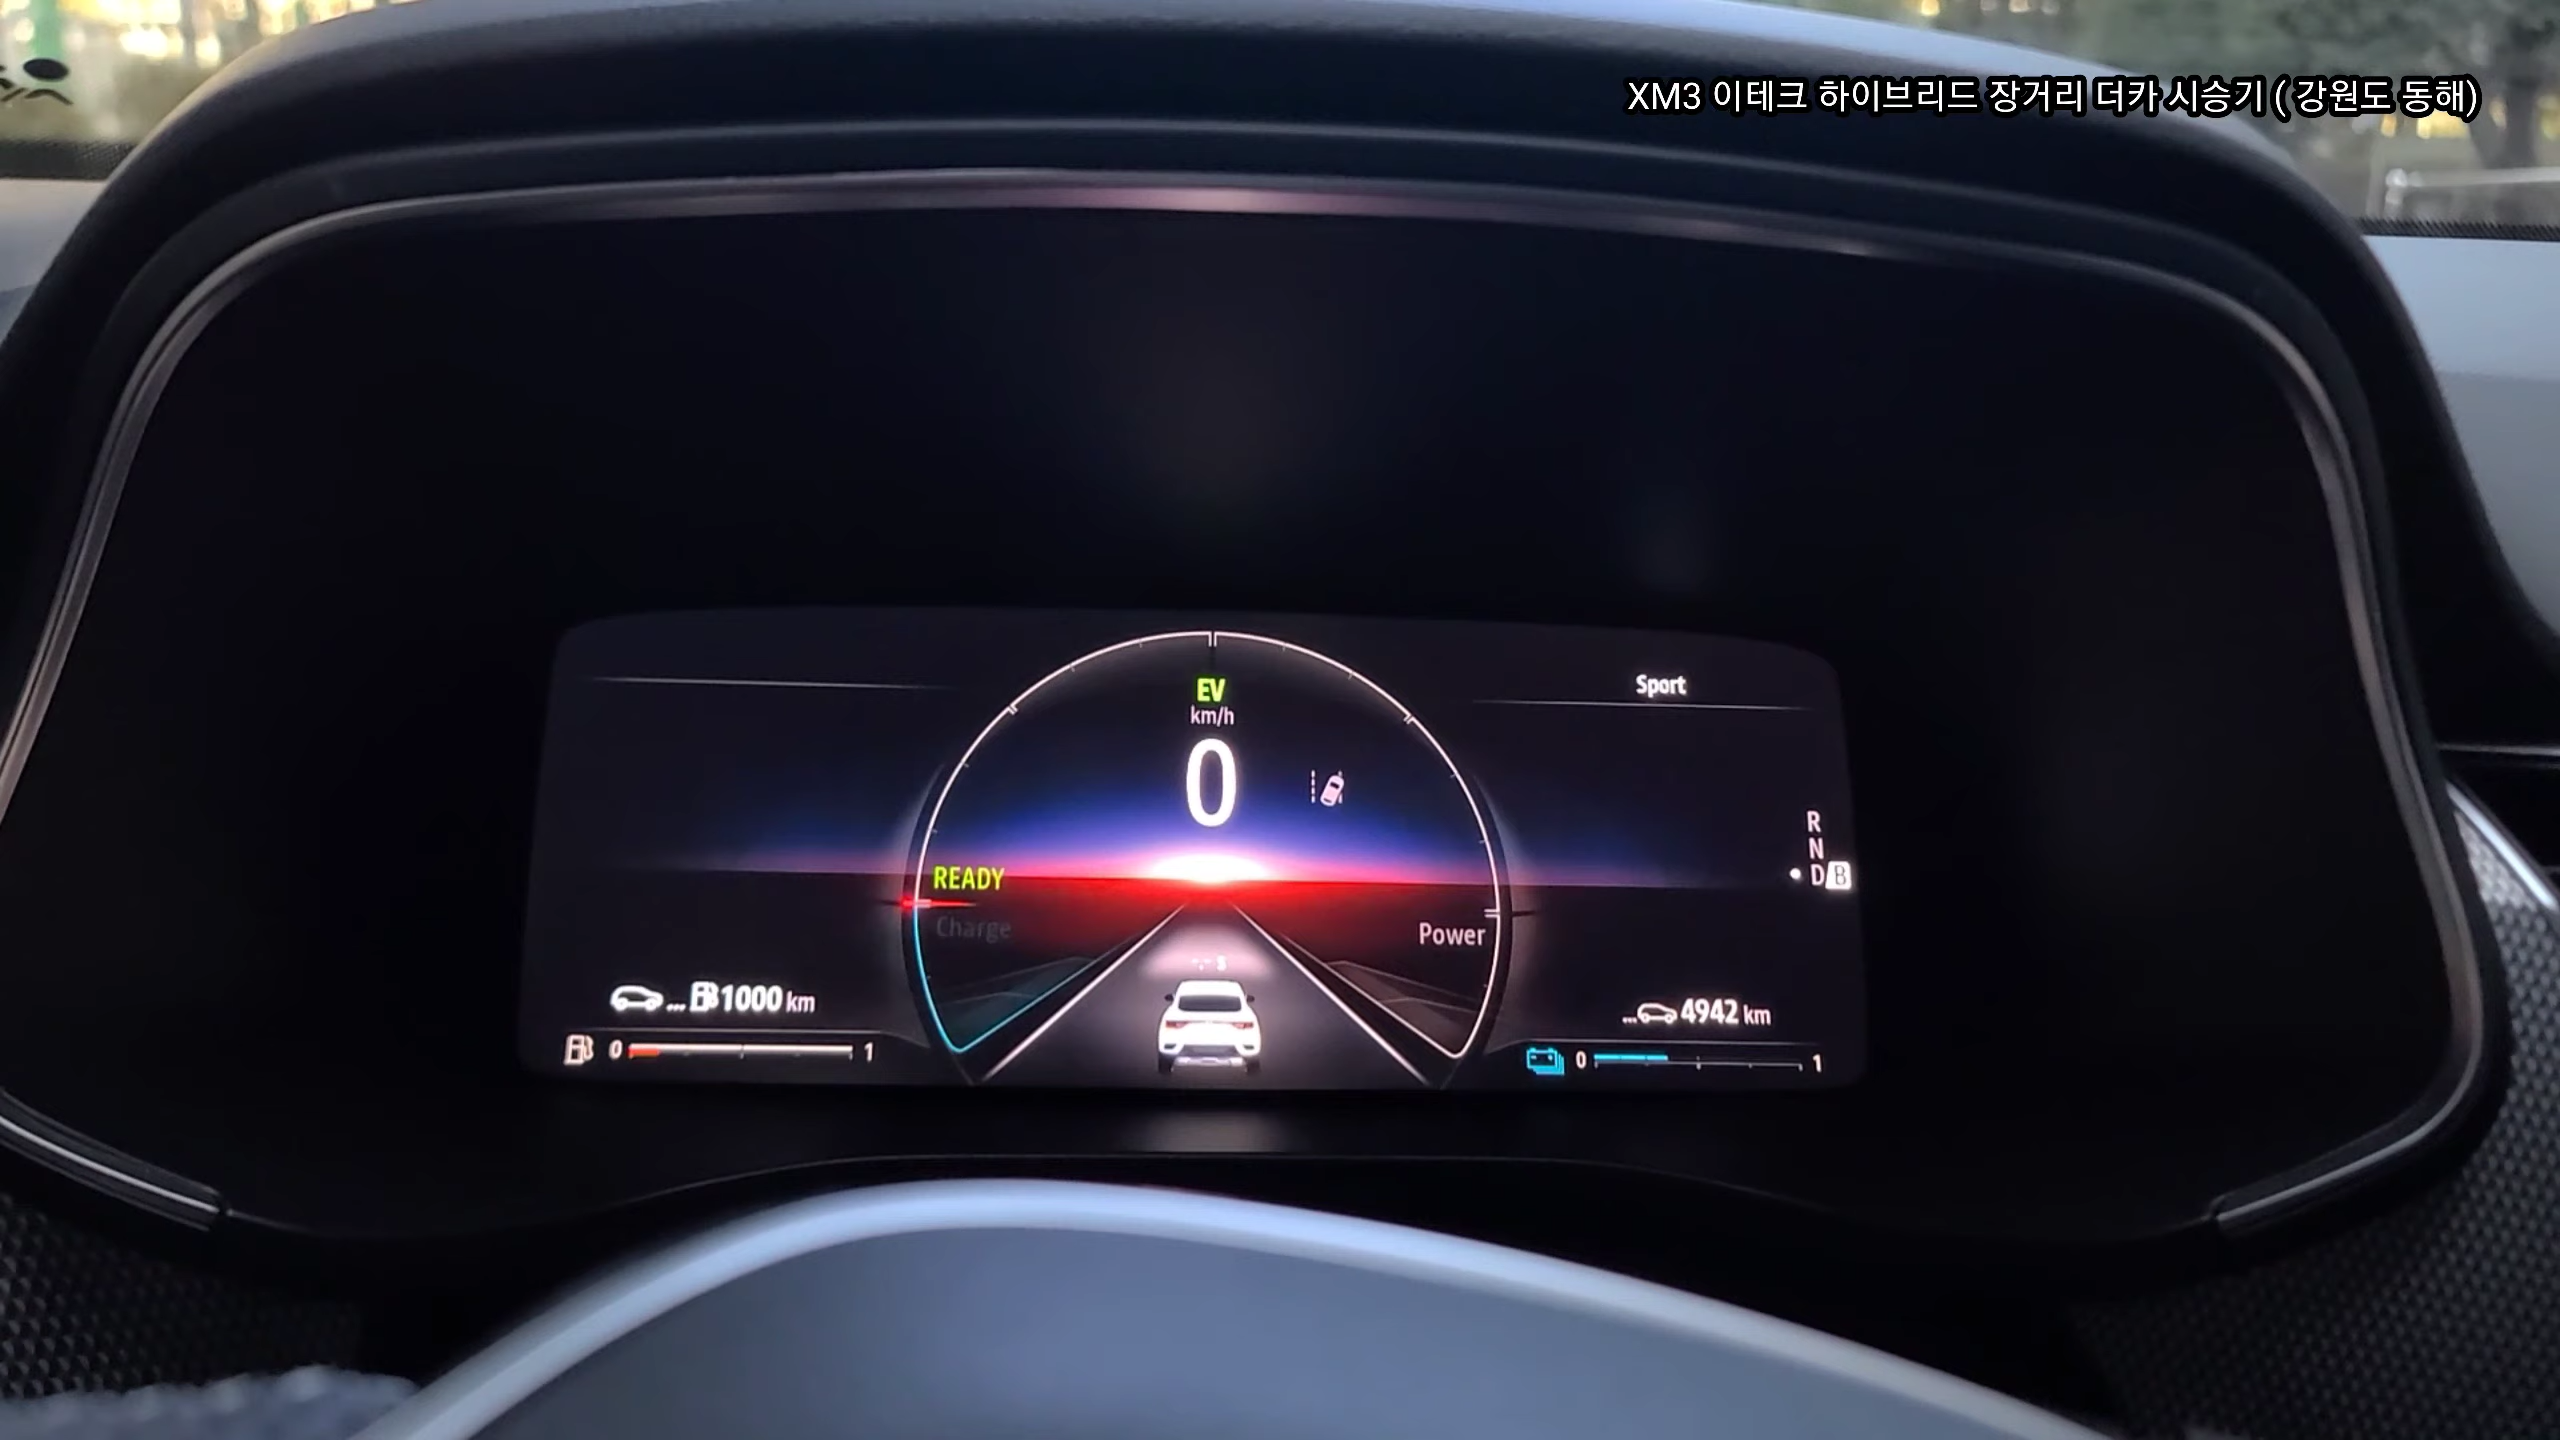 XM3 이테크 하이브리드 장거리 더카 시승기 ( 강원도 동해)
EV
km/h
Sport
0
R
N
D B
READY
Charge
Power
... 1000 km
... 4942 km
0 1
0 1